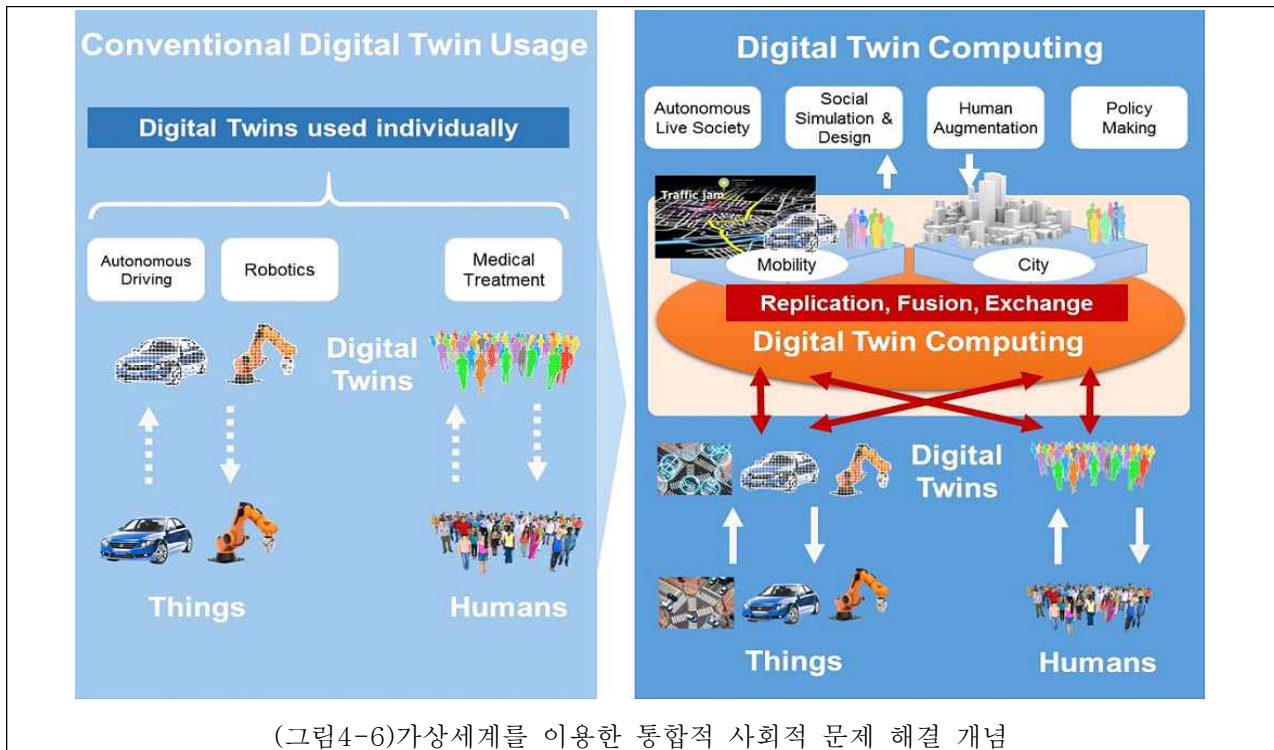 Conventional Digital Twin Usage
Digital Twins used individually
Autonomous
Driving
Robotics
Medical
Treatment
Digital
Twins
Things
Humans
Digital Twin Computing
Autonomous
Live Society
Social
Simulation &
Design
Human
Augmentation
Policy
Making
Traffic jam
Mobility
City
Replication, Fusion, Exchange
Digital Twin Computing
Digital
Twins
Things
Humans
(그림4-6)가상세계를 이용한 통합적 사회적 문제 해결 개념